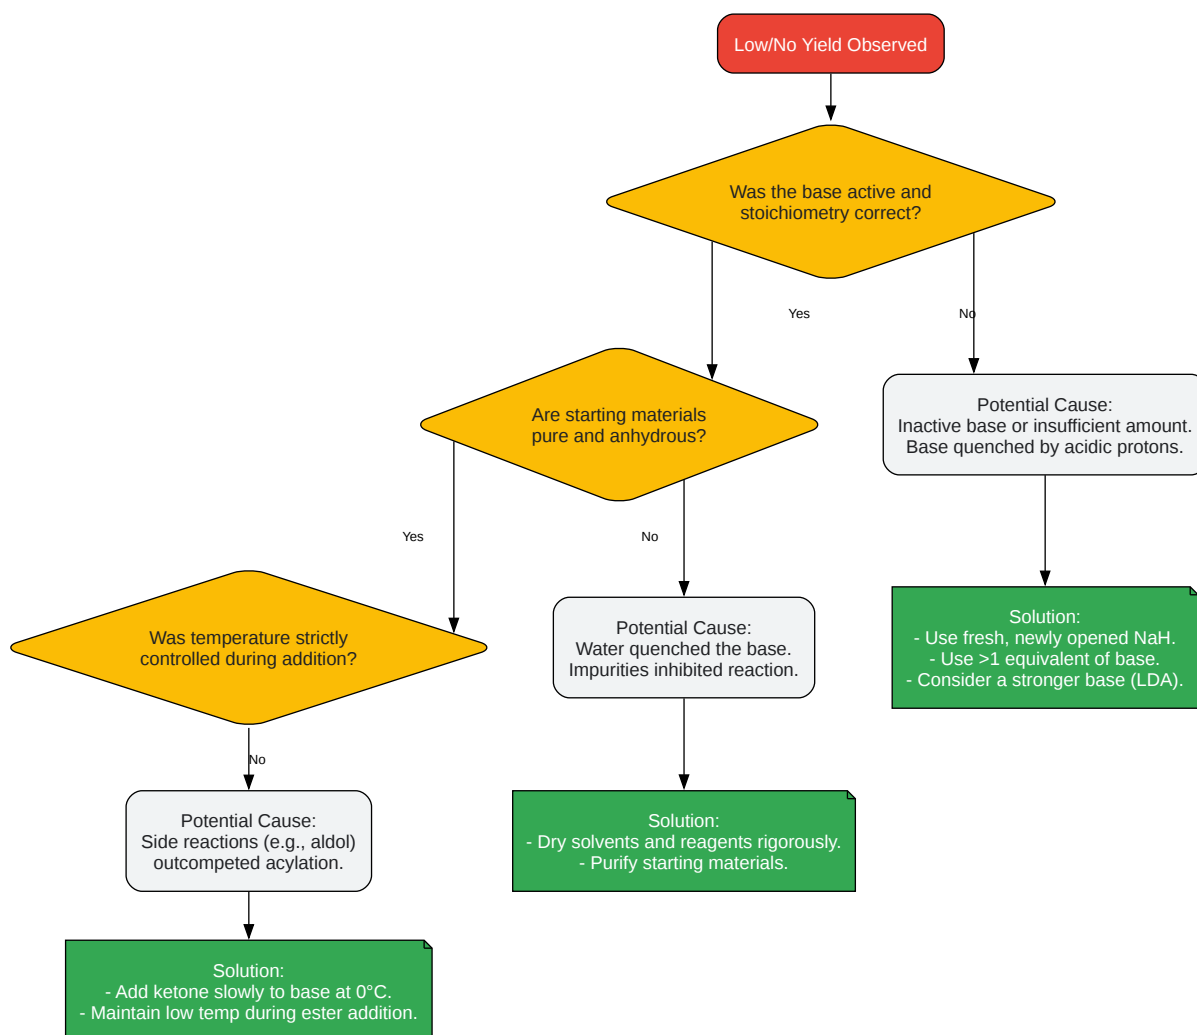 Low/No Yield Observed
Was the base active and
stoichiometry correct?
Yes
No
Are starting materials
pure and anhydrous?
Potential Cause:
Inactive base or insufficient amount.
Base quenched by acidic protons.
Yes
No
Was temperature strictly
controlled during addition?
Potential Cause:
Water quenched the base.
Impurities inhibited reaction.
Solution:
- Use fresh, newly opened NaH.
- Use >1 equivalent of base.
- Consider a stronger base (LDA).
No
Potential Cause:
Side reactions (e.g., aldol)
outcompeted acylation.
Solution:
- Dry solvents and reagents rigorously.
- Purify starting materials.
Solution:
- Add ketone slowly to base at 0°C.
- Maintain low temp during ester addition.